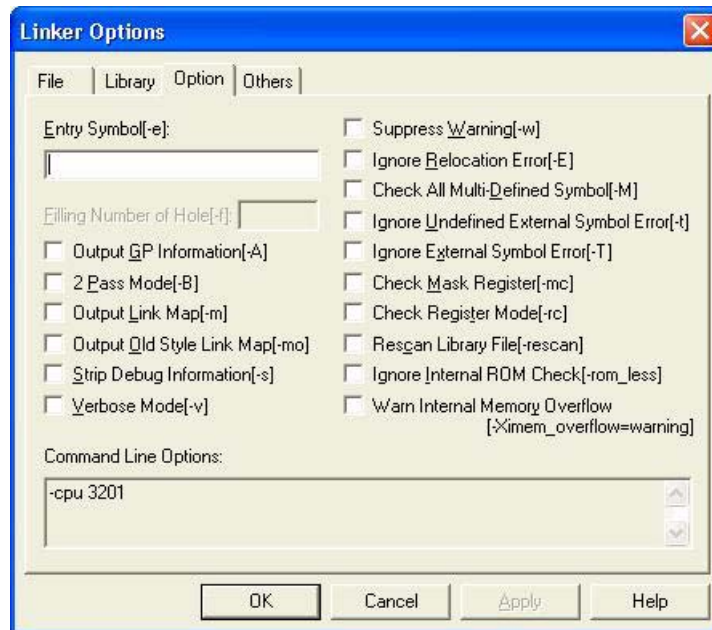 Linker Options
File
Library
Option
Others
Entry Symbol[-e]:
Filling Number of Hole[-f]:
Output GP Information[-A]
2 Pass Mode[-B]
Output Link Map[-m]
Output Old Style Link Map[-mo]
Strip Debug Information[-s]
Verbose Mode[-v]
Suppress Warning[-w]
Ignore Relocation Error[-E]
Check All Multi-Defined Symbol[-M]
Ignore Undefined External Symbol Error[-t]
Ignore External Symbol Error[-T]
Check Mask Register[-mc]
Check Register Mode[-rc]
Rescan Library File[-rescan]
Ignore Internal ROM Check[-rom_less]
Warn Internal Memory Overflow
[-Ximem_overflow=warning]
Command Line Options:
-cpu 3201
OK
Cancel
Apply
Help